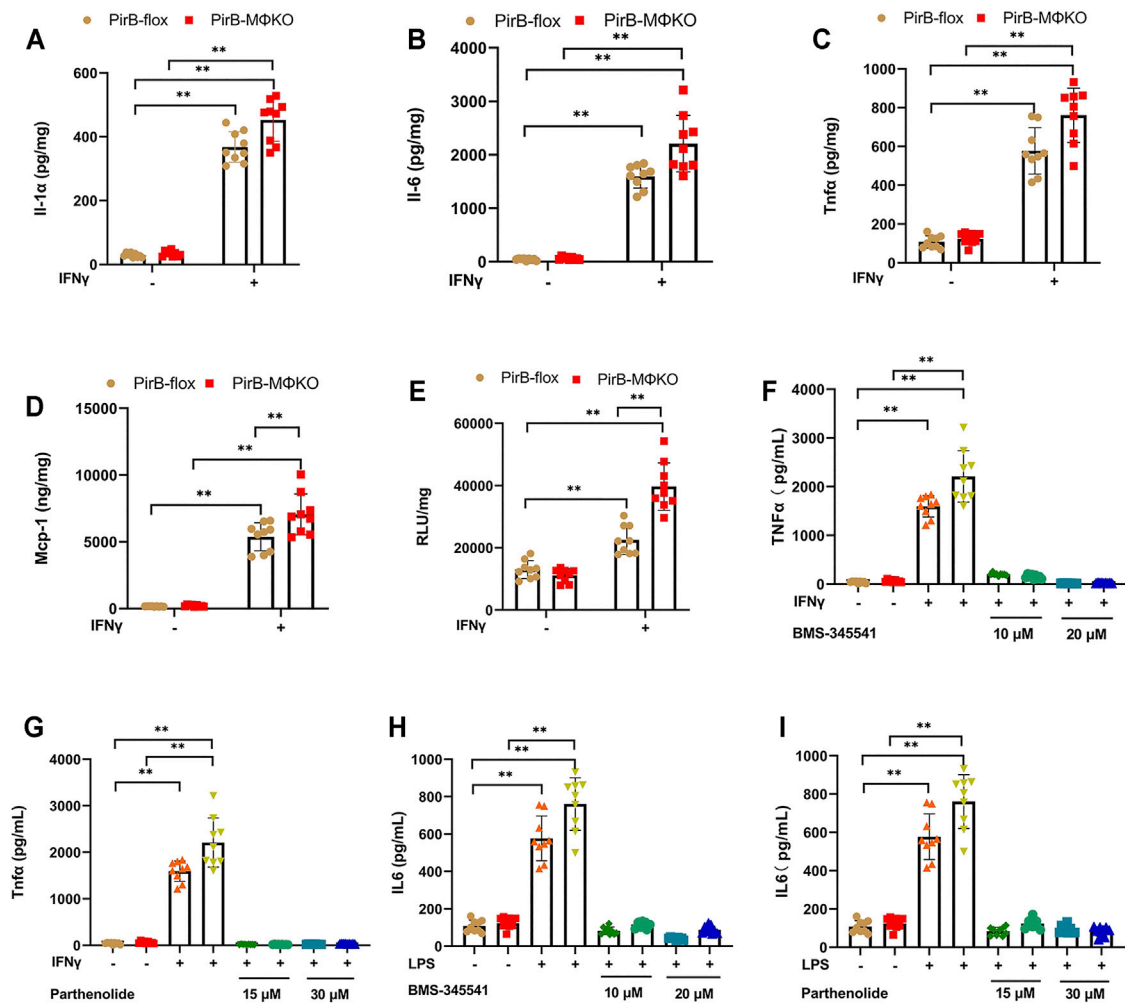 PirB-flox PirB-MΦKO
A
Il-1α (pg/mg)
600
400
200
0
** ** **
IFNγ - +
PirB-flox PirB-MΦKO
B
Il-6 (pg/mg)
4000
3000
2000
1000
0
** ** **
IFNγ - +
PirB-flox PirB-MΦKO
C
Tnfα (pg/mg)
1000
800
600
400
200
0
** ** **
IFNγ - +
PirB-flox PirB-MΦKO
D
Mcp-1 (ng/mg)
15000
10000
5000
0
** ** **
IFNγ - +
PirB-flox PirB-MΦKO
E
RLU/mg
80000
60000
40000
20000
0
** ** **
IFNγ - +
F
TNFα ( pg/mL)
4000
3000
2000
1000
0
** ** **
IFNγ - - + + + + + +
BMS-345541 10 μM 20 μM
G
Tnfα (pg/mL)
4000
3000
2000
1000
0
** ** **
IFNγ - - + + + + + +
Parthenolide 15 μM 30 μM
H
IL6 (pg/mL)
1000
800
600
400
200
0
** ** **
LPS - - + + + + + +
BMS-345541 10 μM 20 μM
I
IL6 ( pg/mL)
1000
800
600
400
200
0
** ** **
LPS - - + + + + + +
Parthenolide 15 μM 30 μM